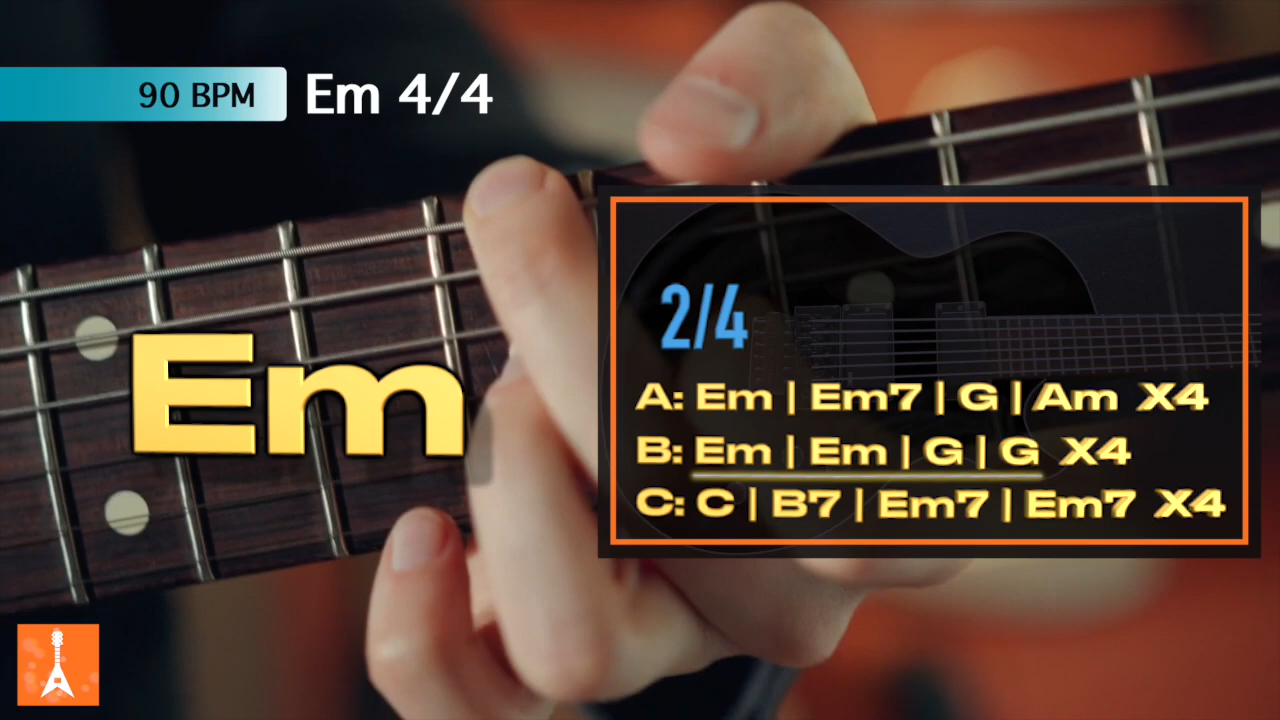 90 BPM Em 4/4
Em
2/4
A: Em | Em7 | G | Am X4
B: Em | Em | G | G X4
C: C | B7 | Em7 | Em7 X4